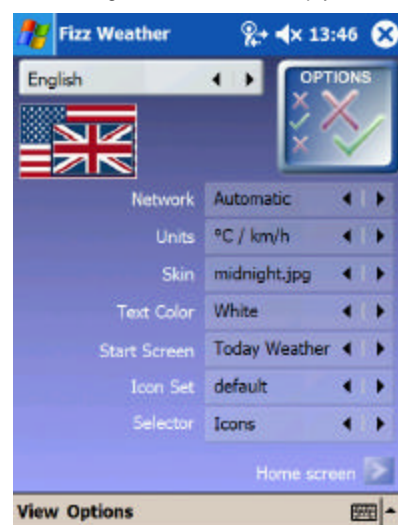 Fizz Weather 13:46
English
OPTIONS
Network Automatic
Units °C / km/h
Skin midnight.jpg
Text Color White
Start Screen Today Weather
Icon Set default
Selector Icons
Home screen
View Options